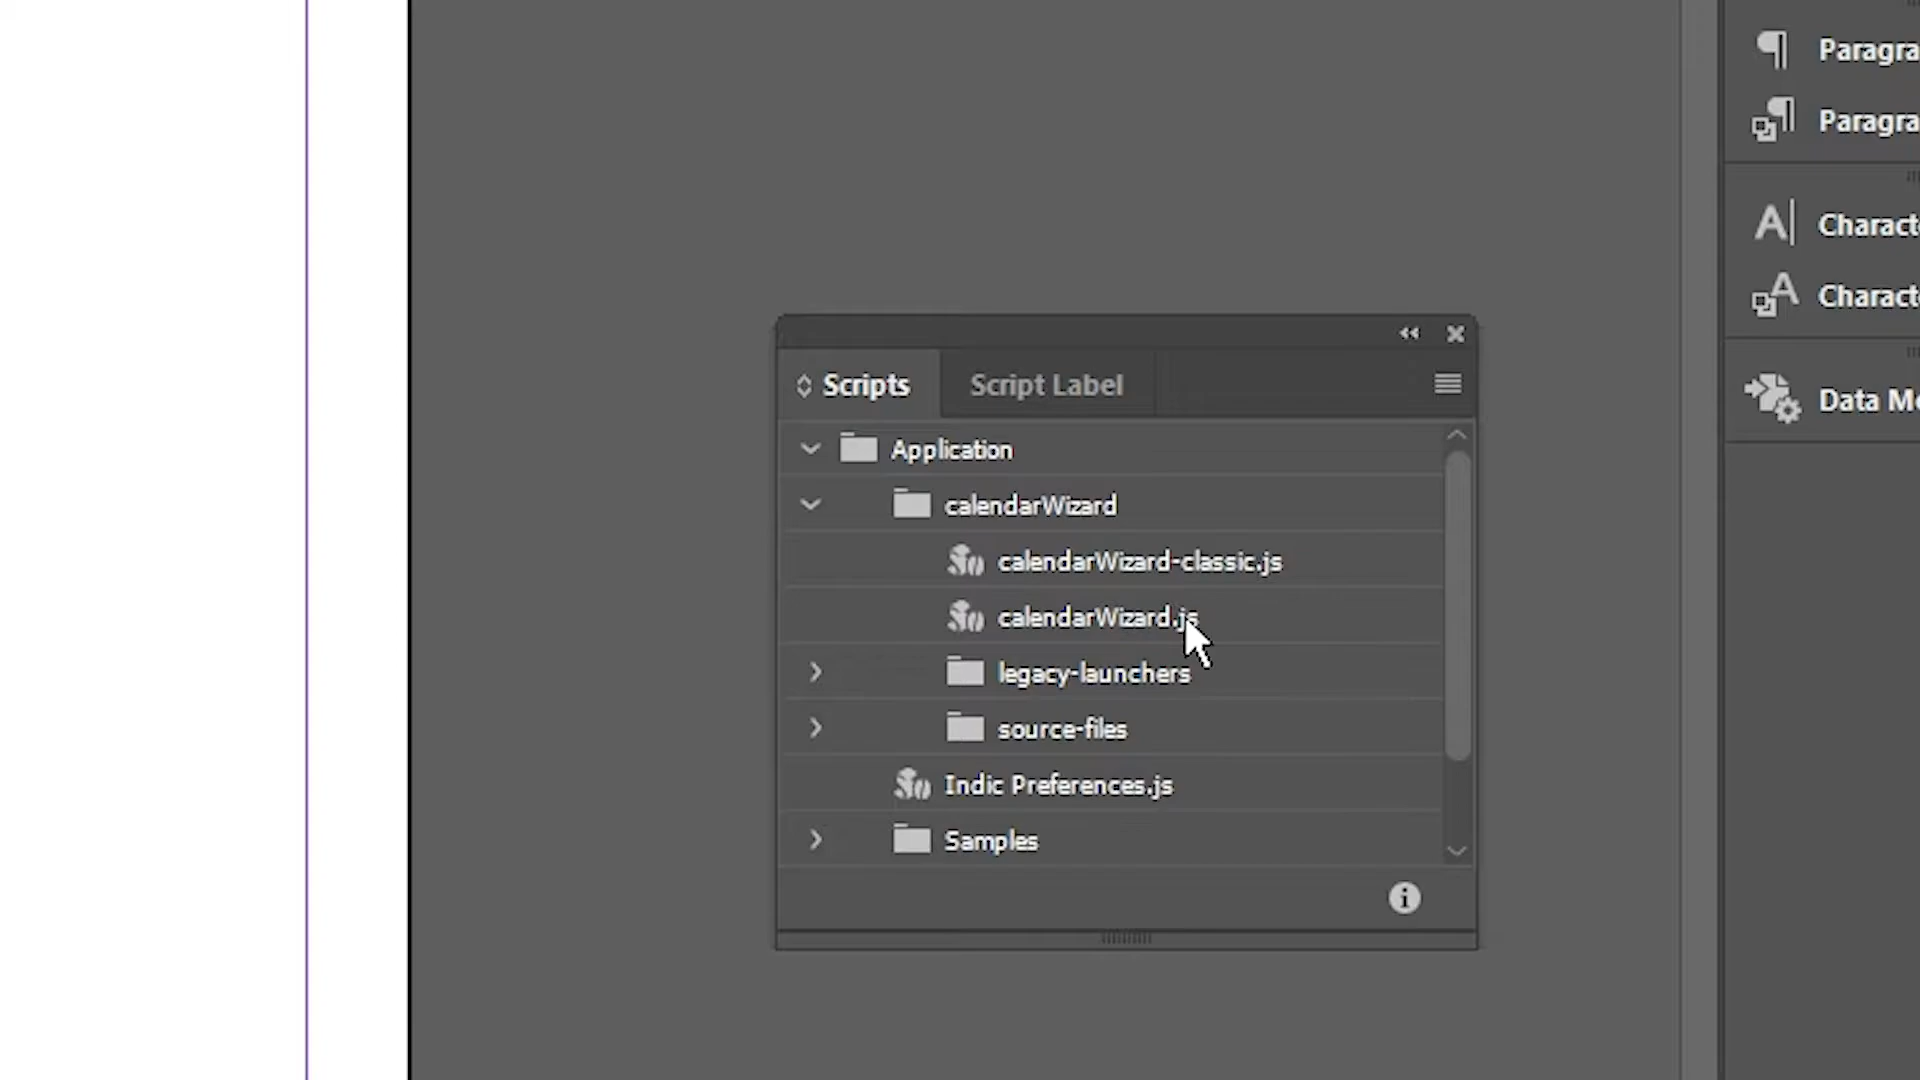 Scripts
Script Label
Application
calendarWizard
calendarWizard-classic.js
calendarWizard.js
legacy-launchers
source-files
Indic Preferences.js
Samples
Paragra
Paragra
Charact
Charact
Data M